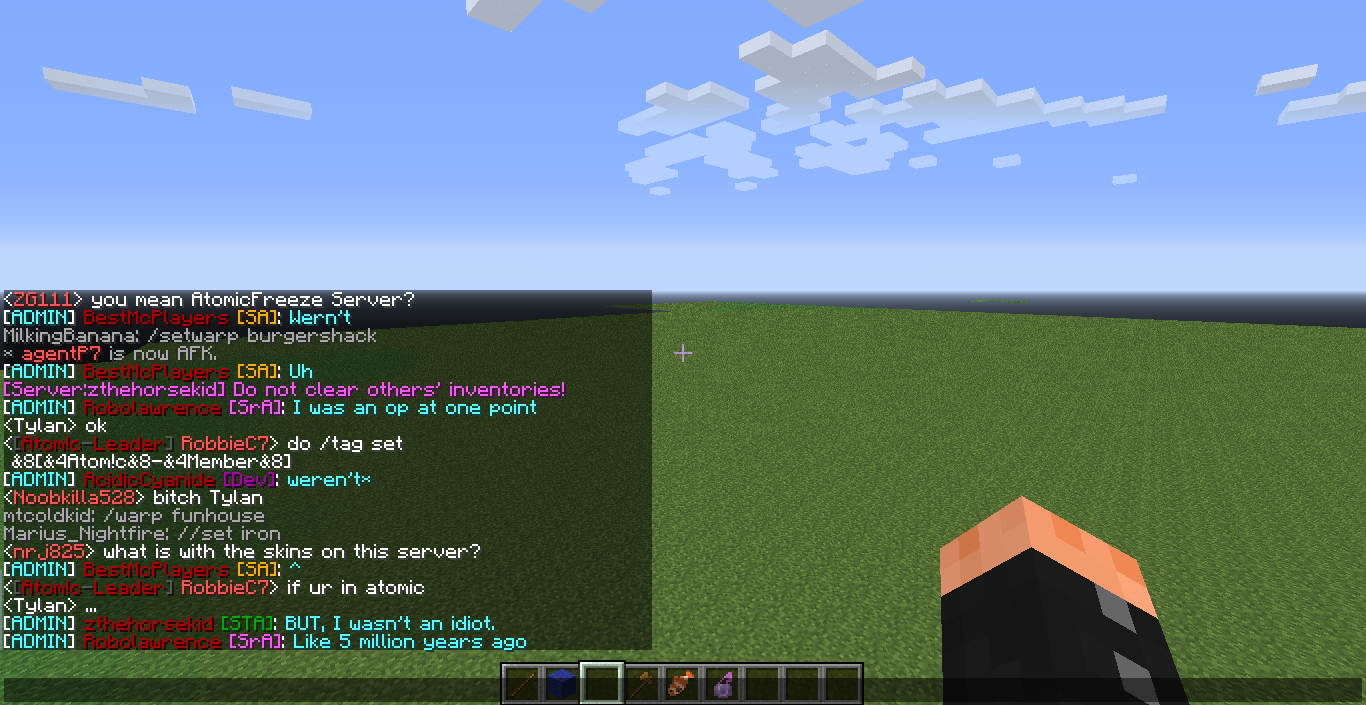 <ZG111> you mean AtomicFreeze Server?
[ADMIN] BestMcPlayers [SA]: Wern't
MilkingBanana: /setwarp burgershack
* agentP7 is now AFK.
[ADMIN] BestMcPlayers [SA]: Uh
[Server:zthehorsekid] Do not clear others' inventories!
[ADMIN] Robolawrence [SrA]: I was an op at one point
<Tylan> ok
<[Atom!c-Leader] RobbieC7> do /tag set
&8[&4Atom!c&8-&4Member&8]
[ADMIN] AcidicCyanide [Dev]: weren't*
<Noobkilla528> bitch Tylan
mtcoldkid: /warp funhouse
Marius_Nightfire: //set iron
<nrj825> what is with the skins on this server?
[ADMIN] BestMcPlayers [SA]: ^
<[Atom!c-Leader] RobbieC7> if ur in atomic
<Tylan> ...
[ADMIN] zthehorsekid [STA]: BUT, I wasn't an idiot.
[ADMIN] Robolawrence [SrA]: Like 5 million years ago